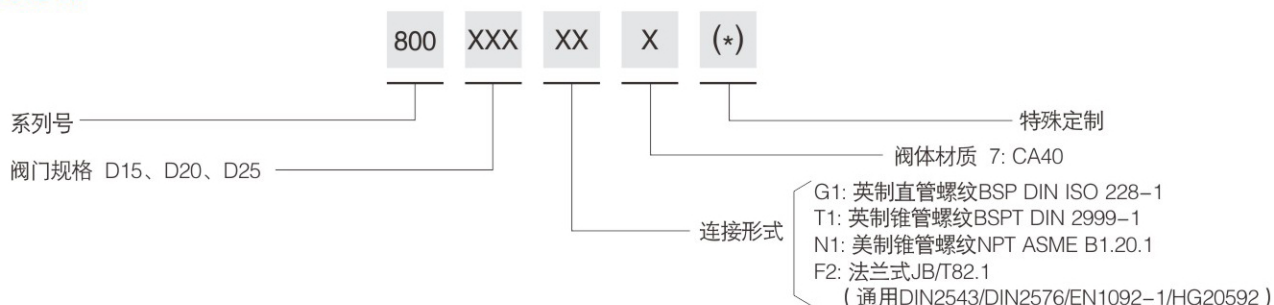 800 XXX XX X (*)
系列号
特殊定制
阀门规格 D15、D20、D25
阀体材质 7: CA40
连接形式
G1: 英制直管螺纹BSP DIN ISO 228-1
T1: 英制锥管螺纹BSPT DIN 2999-1
N1: 美制锥管螺纹NPT ASME B1.20.1
F2: 法兰式JB/T82.1
(通用DIN2543/DIN2576/EN1092-1/HG20592)